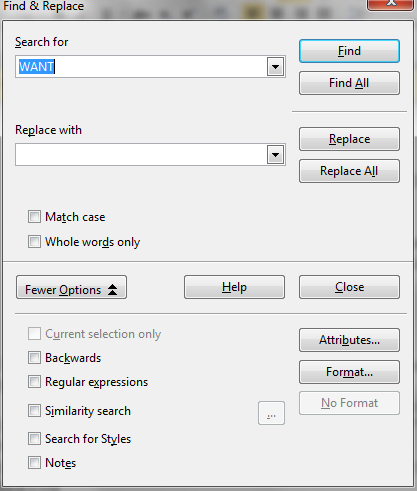 Find & Replace
Search for
Find
WANT
Find All
Replace with
Replace
Replace All
Match case
Whole words only
Fewer Options
Help
Close
Current selection only
Attributes...
Backwards
Format...
Regular expressions
No Format
Similarity search
...
Search for Styles
Notes